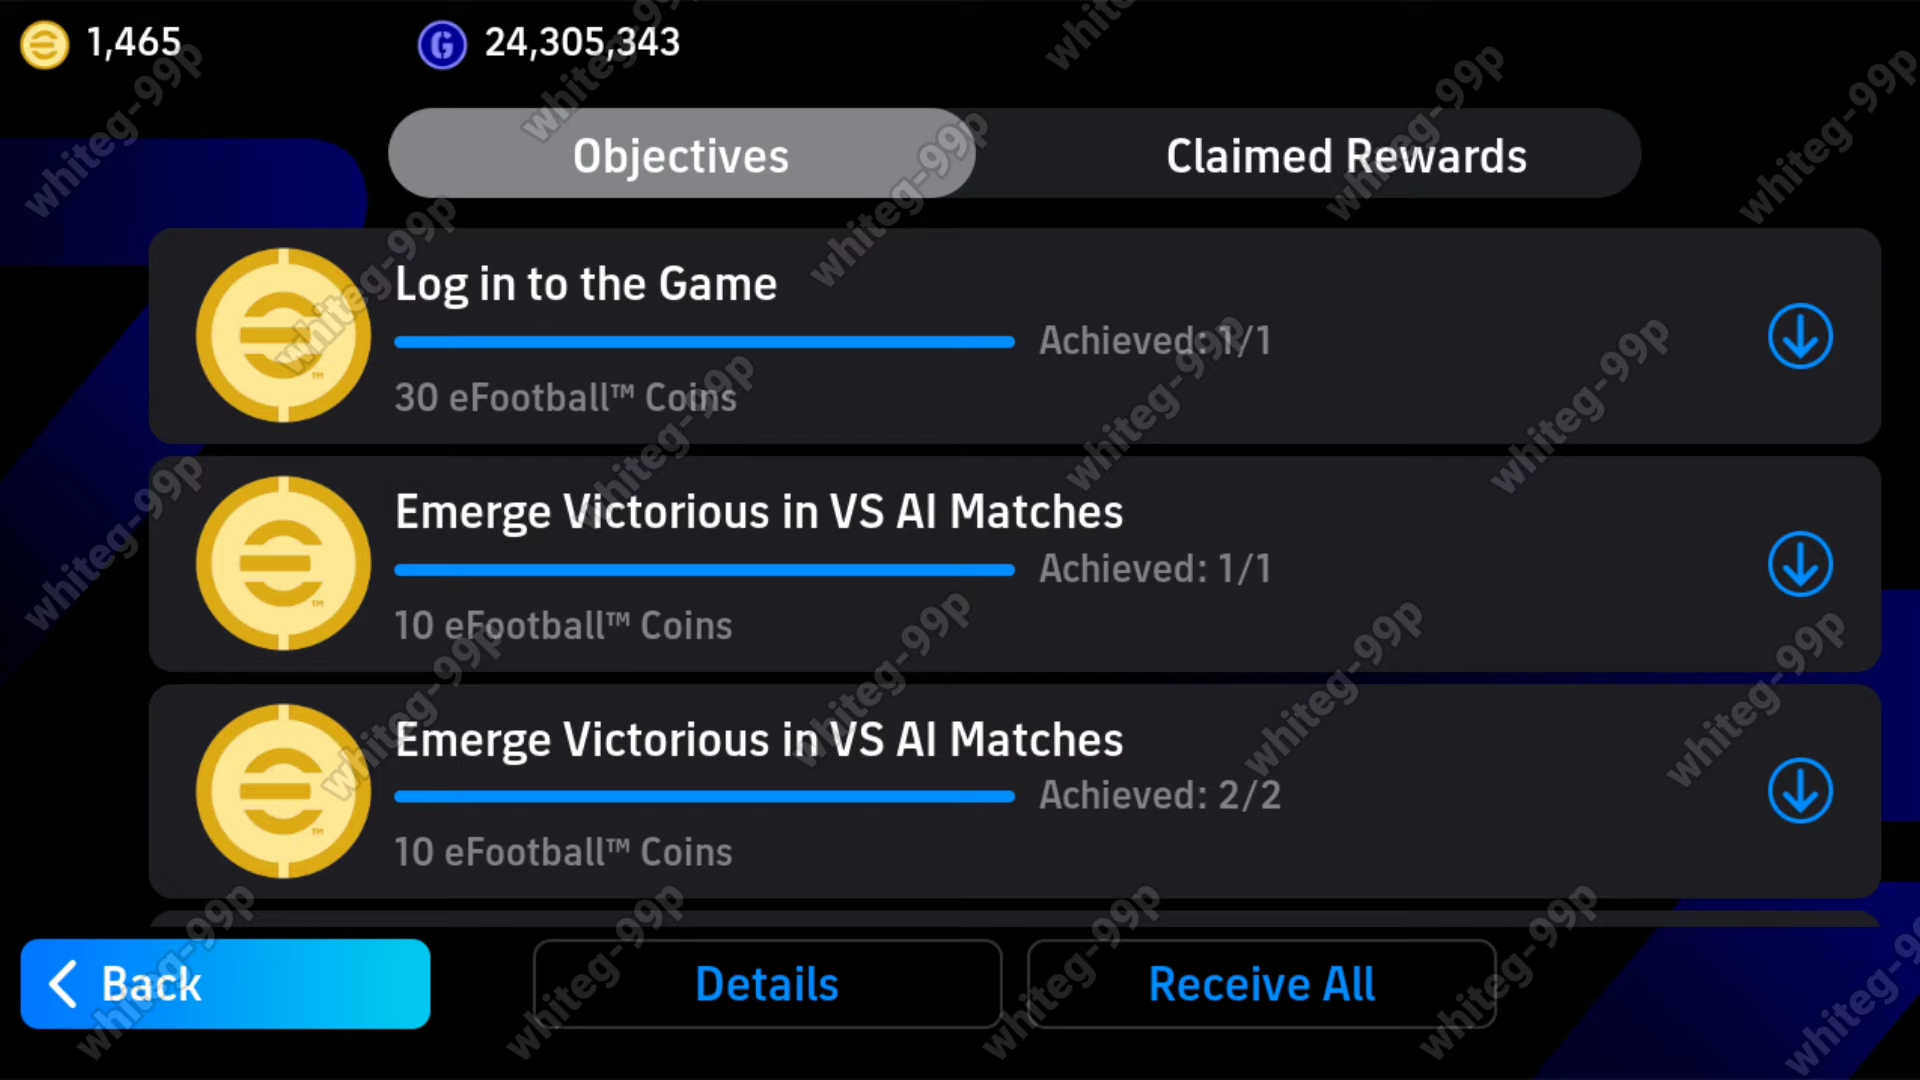 1,465
24,305,343
Objectives
Claimed Rewards
Log in to the Game
Achieved: 1/1
30 eFootball™ Coins
Emerge Victorious in VS AI Matches
Achieved: 1/1
10 eFootball™ Coins
Emerge Victorious in VS AI Matches
Achieved: 2/2
10 eFootball™ Coins
Back
Details
Receive All
whiteg-99p